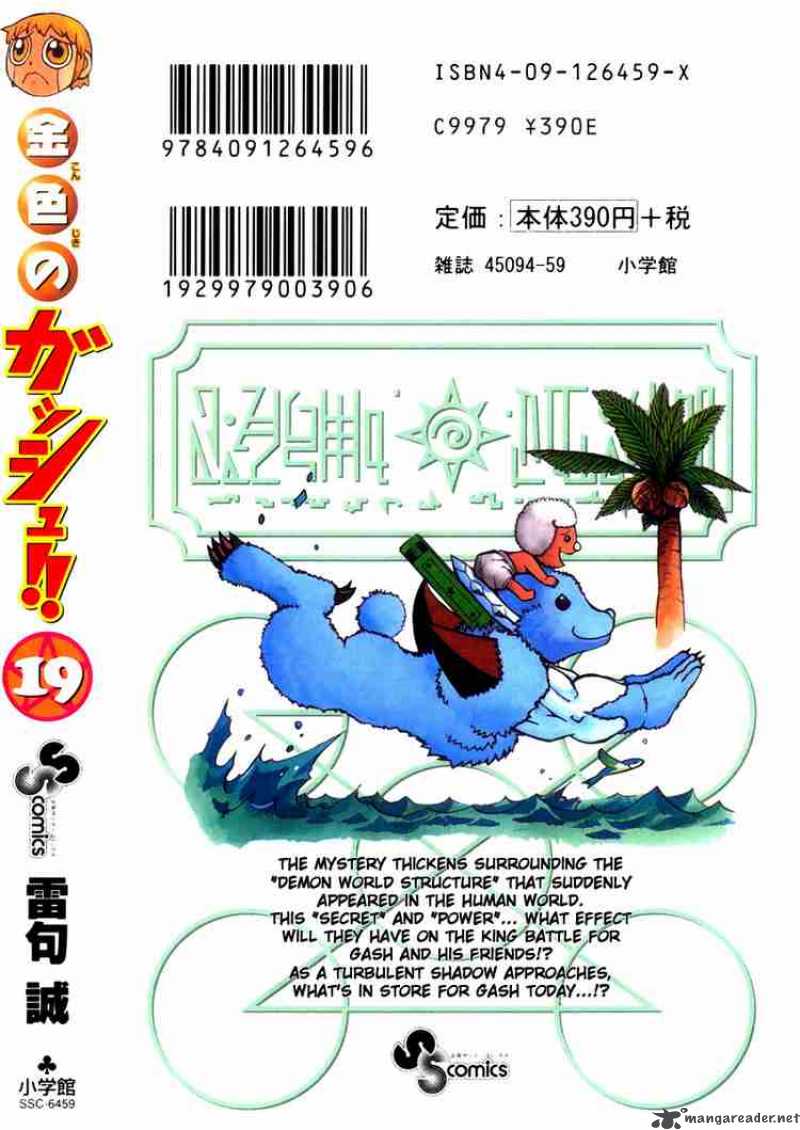 金色のガッシュ!!
こん
じき
19
S S comics
雷句 誠
小学館
SSC-6459
9784091264596
ISBN4-09-126459-X
C9979 ¥390E
1929979003906
定価:本体390円+税
雑誌 45094-59 小学館
THE MYSTERY THICKENS SURROUNDING THE
"DEMON WORLD STRUCTURE" THAT SUDDENLY
APPEARED IN THE HUMAN WORLD.
THIS "SECRET" AND "POWER"... WHAT EFFECT
WILL THEY HAVE ON THE KING BATTLE FOR
GASH AND HIS FRIENDS!?
AS A TURBULENT SHADOW APPROACHES,
WHAT'S IN STORE FOR GASH TODAY...!?
S S comics
mangareader.net